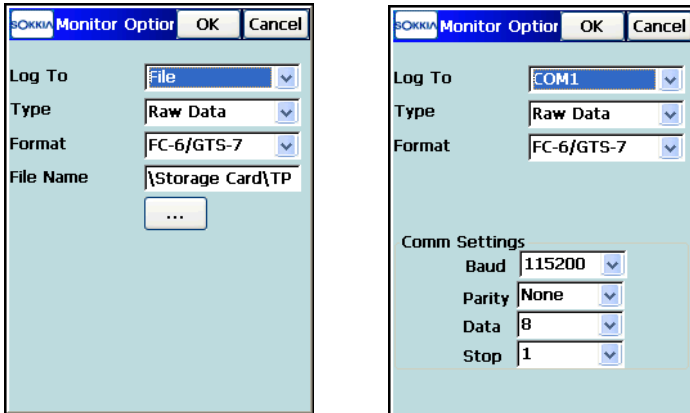 SOKKIA Monitor Option OK Cancel
Log To File
Type Raw Data
Format FC-6/GTS-7
File Name \Storage Card\TP
...
SOKKIA Monitor Option OK Cancel
Log To COM1
Type Raw Data
Format FC-6/GTS-7
Comm Settings
Baud 115200
Parity None
Data 8
Stop 1